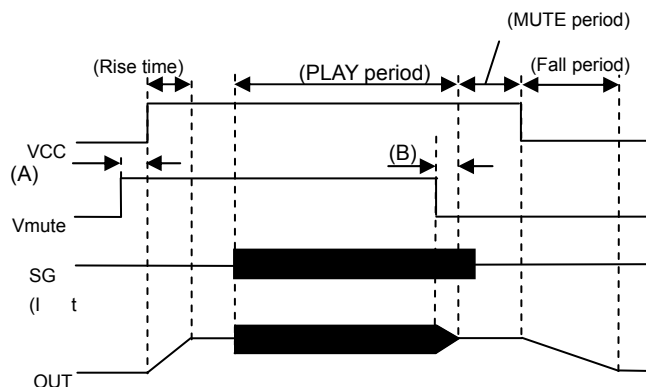 (MUTE period)
(Rise time)
(PLAY period)
(Fall period)
VCC
(A)
(B)
Vmute
SG
(I t
OUT